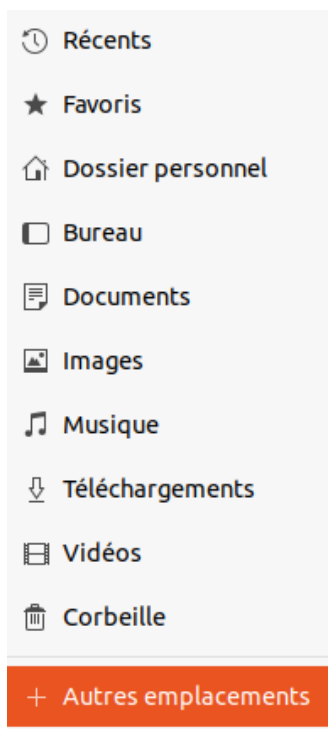 Récents
Favoris
Dossier personnel
Bureau
Documents
Images
Musique
Téléchargements
Vidéos
Corbeille
Autres emplacements